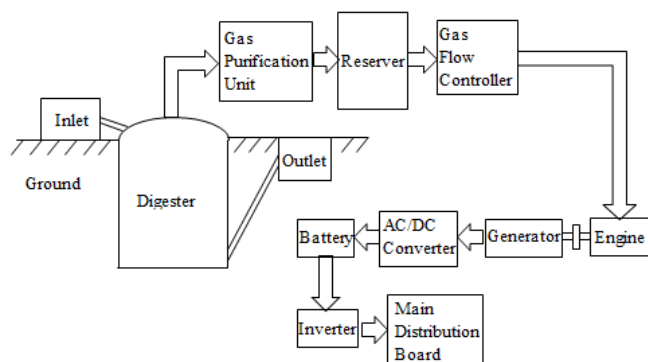 Gas
Purification
Unit
Reserver
Gas
Flow
Controller
Inlet
Outlet
Ground
Digester
Battery
AC/DC
Converter
Generator
Engine
Inverter
Main
Distribution
Board